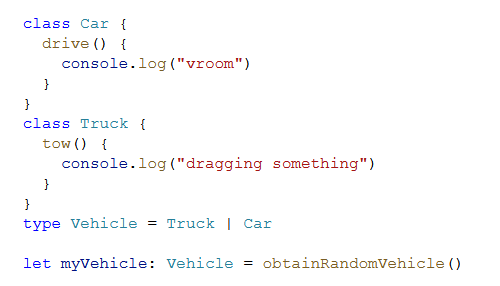 class Car {
  drive() {
    console.log("vroom")
  }
}
class Truck {
  tow() {
    console.log("dragging something")
  }
}
type Vehicle = Truck | Car

let myVehicle: Vehicle = obtainRandomVehicle()